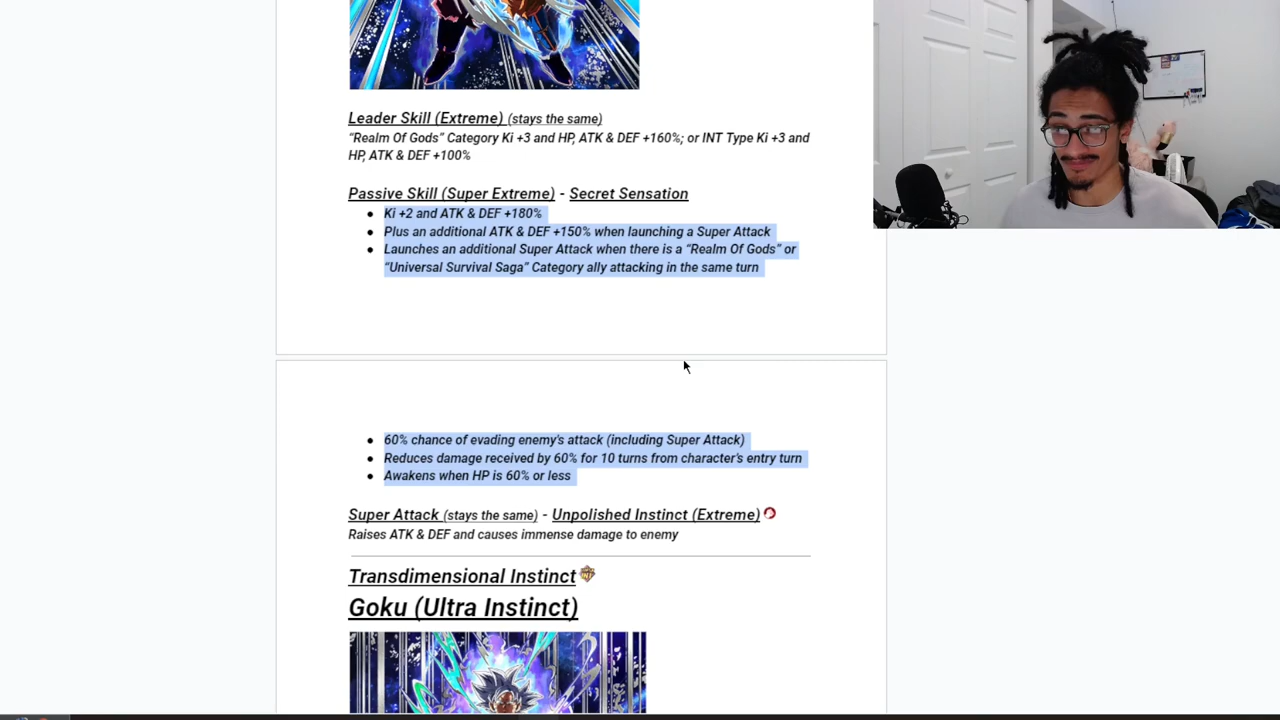 Leader Skill (Extreme) (stays the same)
“Realm Of Gods” Category Ki +3 and HP, ATK & DEF +160%; or INT Type Ki +3 and
HP, ATK & DEF +100%
Passive Skill (Super Extreme) - Secret Sensation
● Ki +2 and ATK & DEF +180%
● Plus an additional ATK & DEF +150% when launching a Super Attack
● Launches an additional Super Attack when there is a “Realm Of Gods” or
“Universal Survival Saga” Category ally attacking in the same turn
● 60% chance of evading enemy's attack (including Super Attack)
● Reduces damage received by 60% for 10 turns from character's entry turn
● Awakens when HP is 60% or less
Super Attack (stays the same) - Unpolished Instinct (Extreme)
Raises ATK & DEF and causes immense damage to enemy
Transdimensional Instinct
Goku (Ultra Instinct)